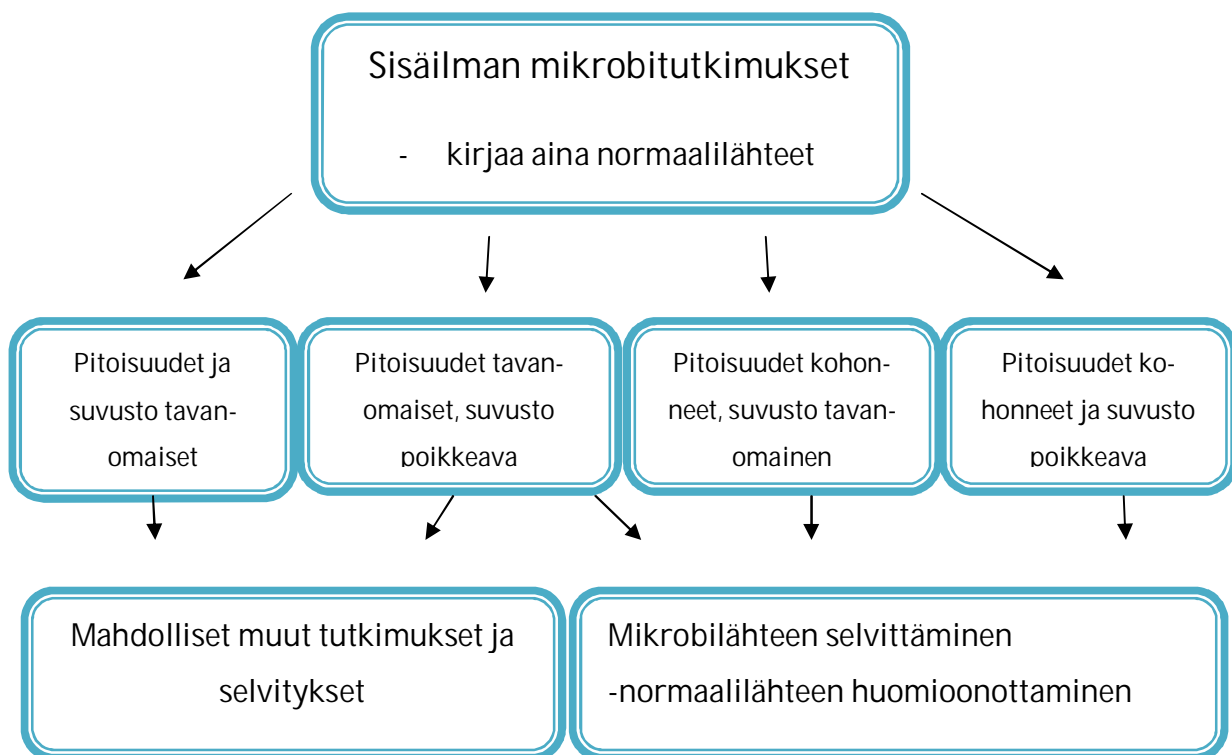 Sisäilman mikrobitutkimukset
- kirjaa aina normaalilähteet
Pitoisuudet ja
suvusto tavan-
omaiset
Pitoisuudet tavan-
omaiset, suvusto
poikkeava
Pitoisuudet kohon-
neet, suvusto tavan-
omainen
Pitoisuudet ko-
honneet ja suvusto
poikkeava
Mahdolliset muut tutkimukset ja
selvitykset
Mikrobilähteen selvittäminen
-normaalilähteen huomioonottaminen